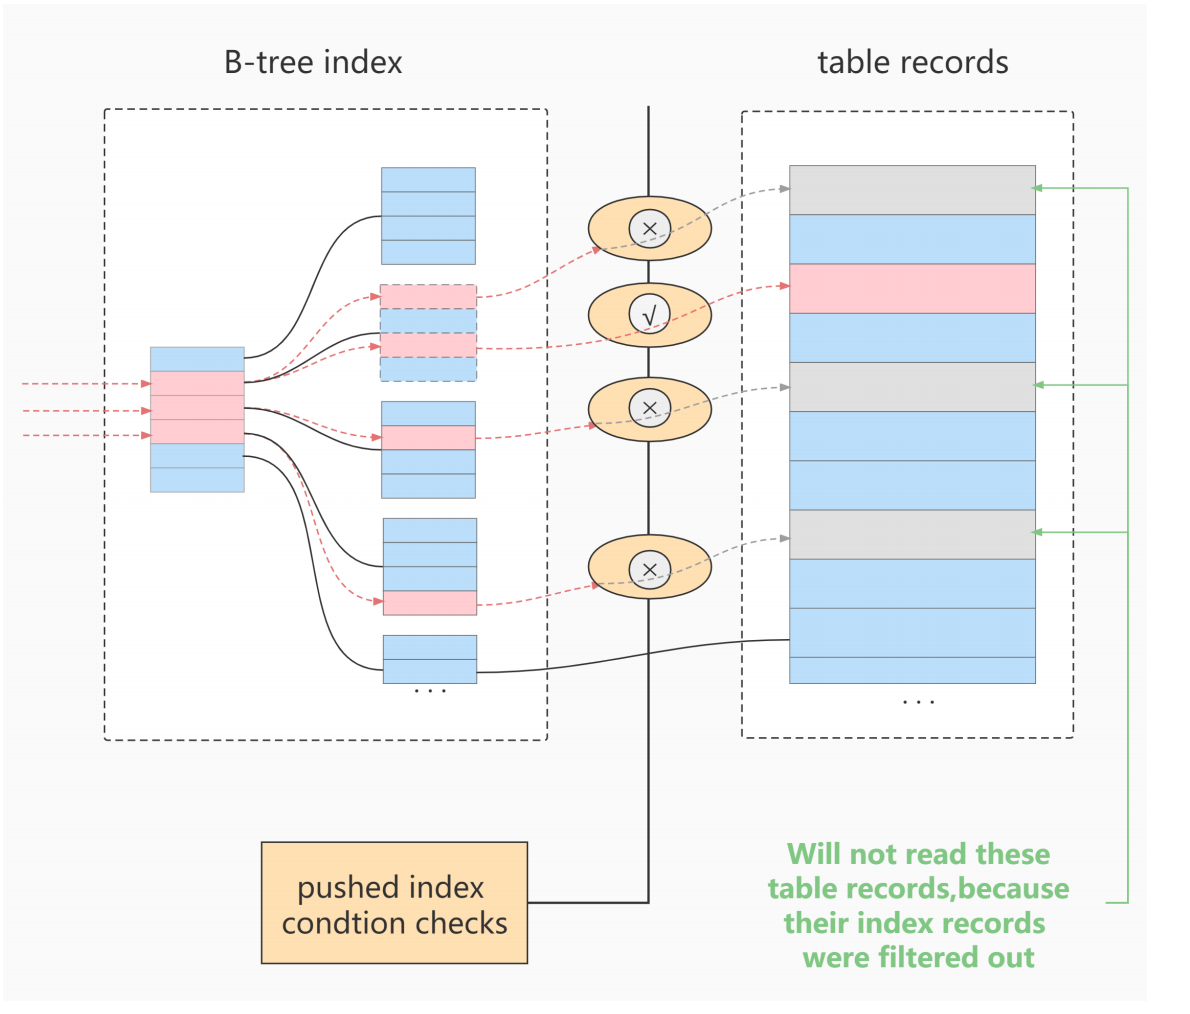 B-tree index
table records
×
√
×
×
. . .
. . .
pushed index
condtion checks
Will not read these
table records,because
their index records
were filtered out